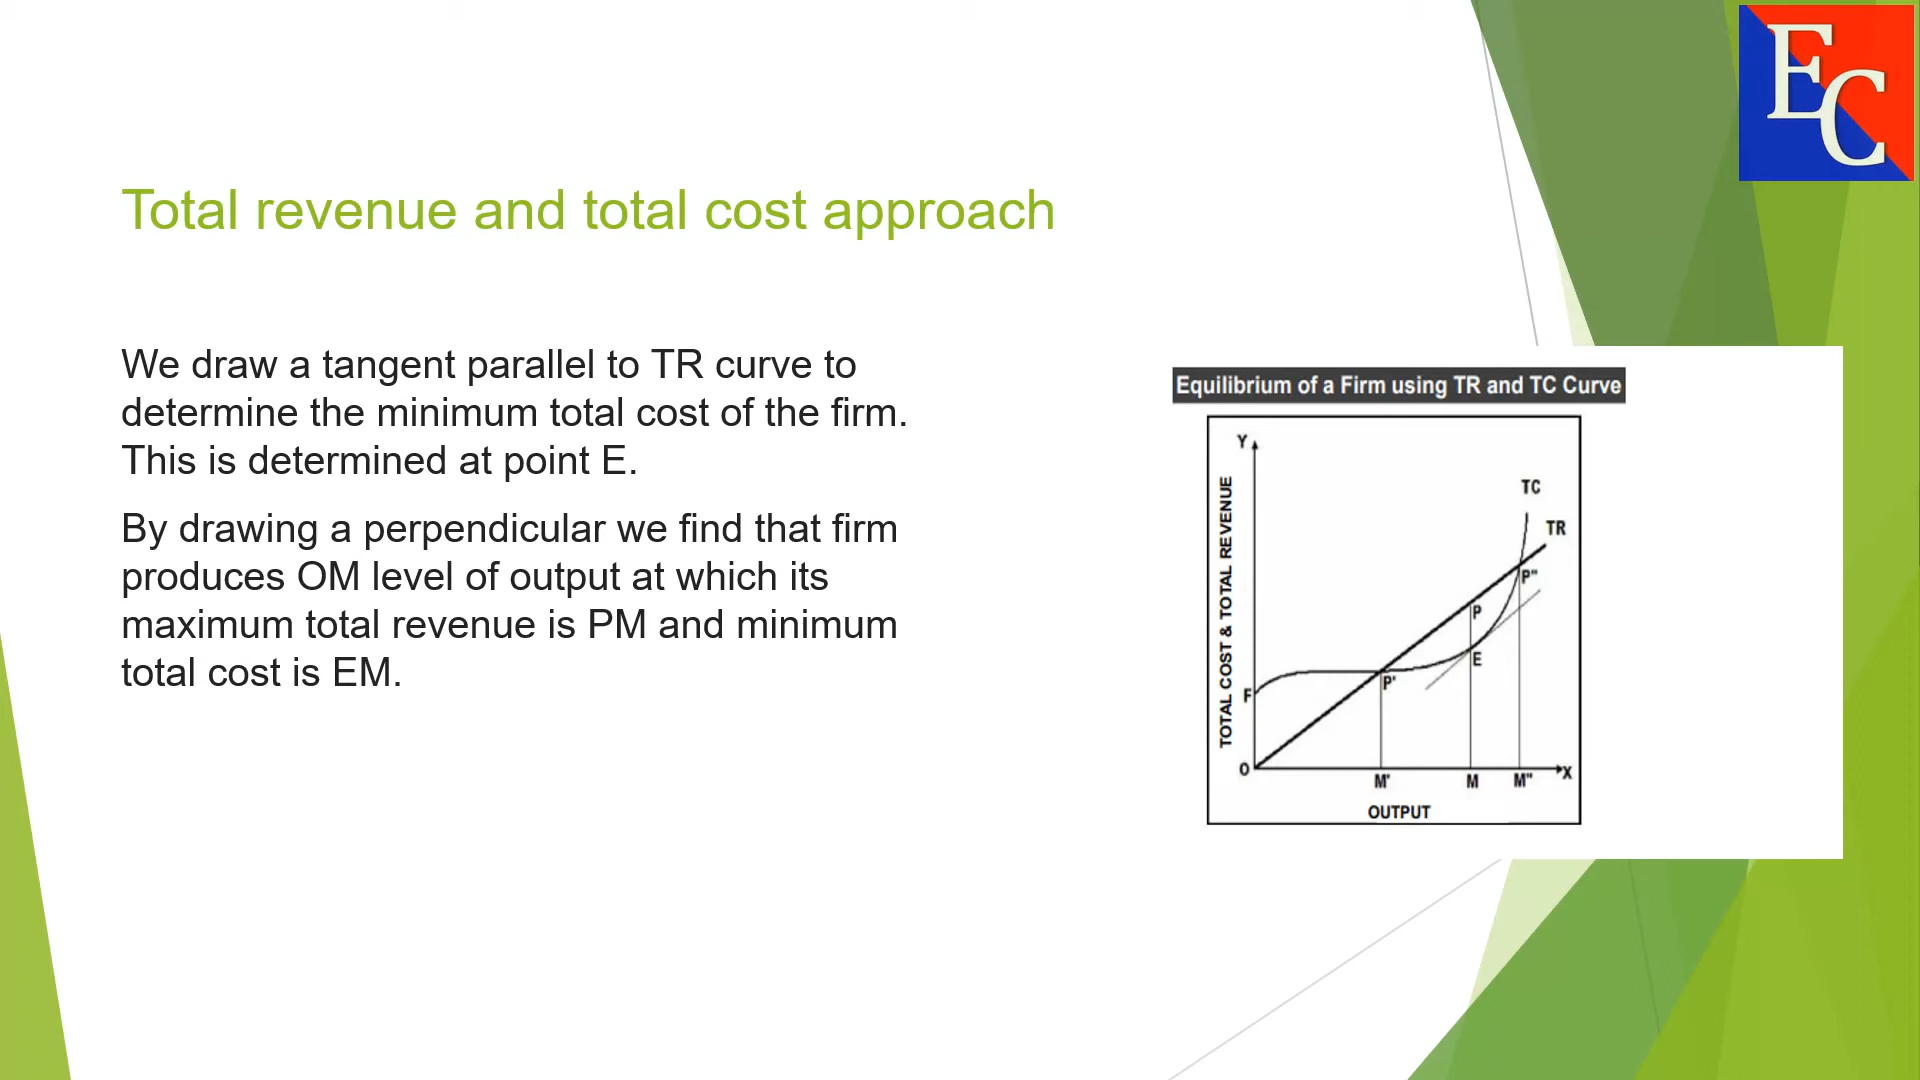 EC
Total revenue and total cost approach
We draw a tangent parallel to TR curve to
determine the minimum total cost of the firm.
This is determined at point E.
By drawing a perpendicular we find that firm
produces OM level of output at which its
maximum total revenue is PM and minimum
total cost is EM.
Equilibrium of a Firm using TR and TC Curve
Y
TOTAL COST & TOTAL REVENUE
TC
TR
P"
P
E
P'
F
O
M'
M
M"
X
OUTPUT